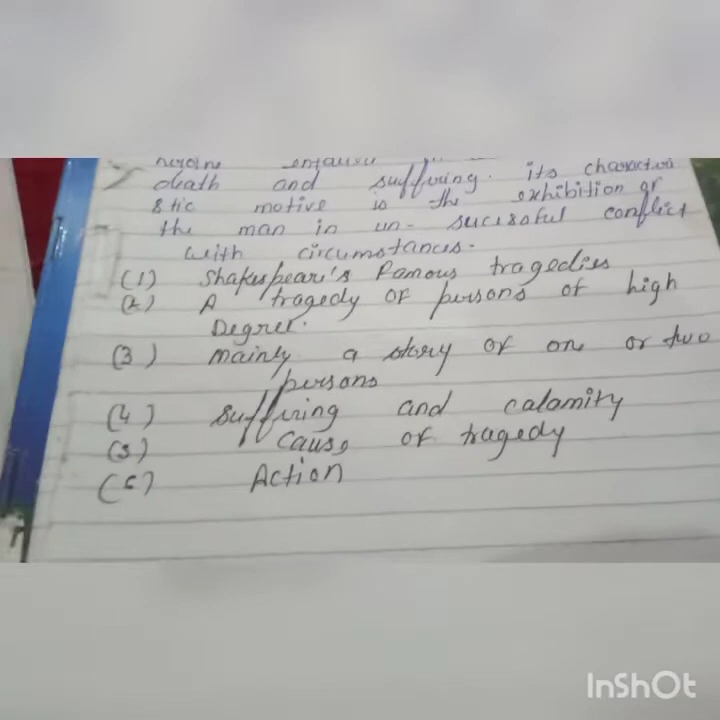 death and suffering. its characteri
stic motive is the exhibition of
the man in un- sucessful conflict
with circumstances.
(1) Shakespear's Famous tragedies
(2) A tragedy of persons of high
Degree.
(3) mainly a story of one or two
persons
(4) suffering and calamity
(5) Cause of tragedy
(6) Action
InShOt